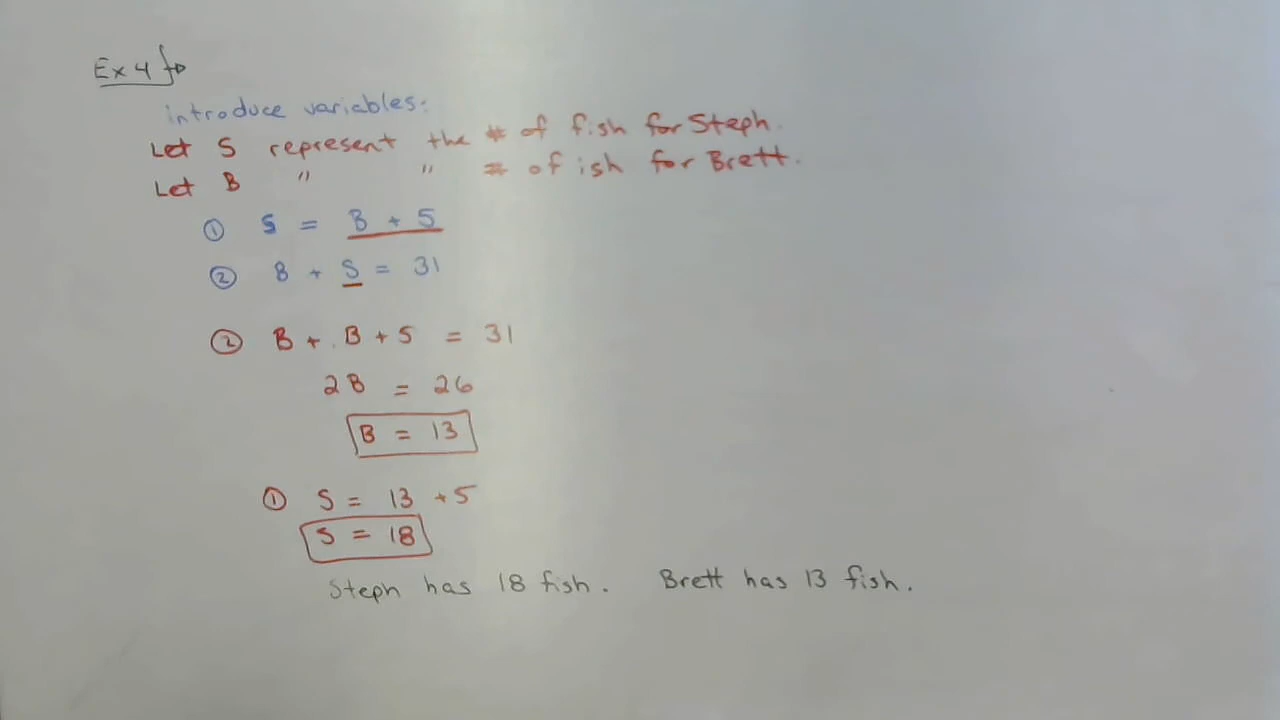 Ex 4
introduce variables:
Let S represent the # of fish for Steph.
Let B " " # of ish for Brett.
① S = B + 5
② B + S = 31
② B + B + 5 = 31
2B = 26
B = 13
① S = 13 + 5
S = 18
Steph has 18 fish. Brett has 13 fish.